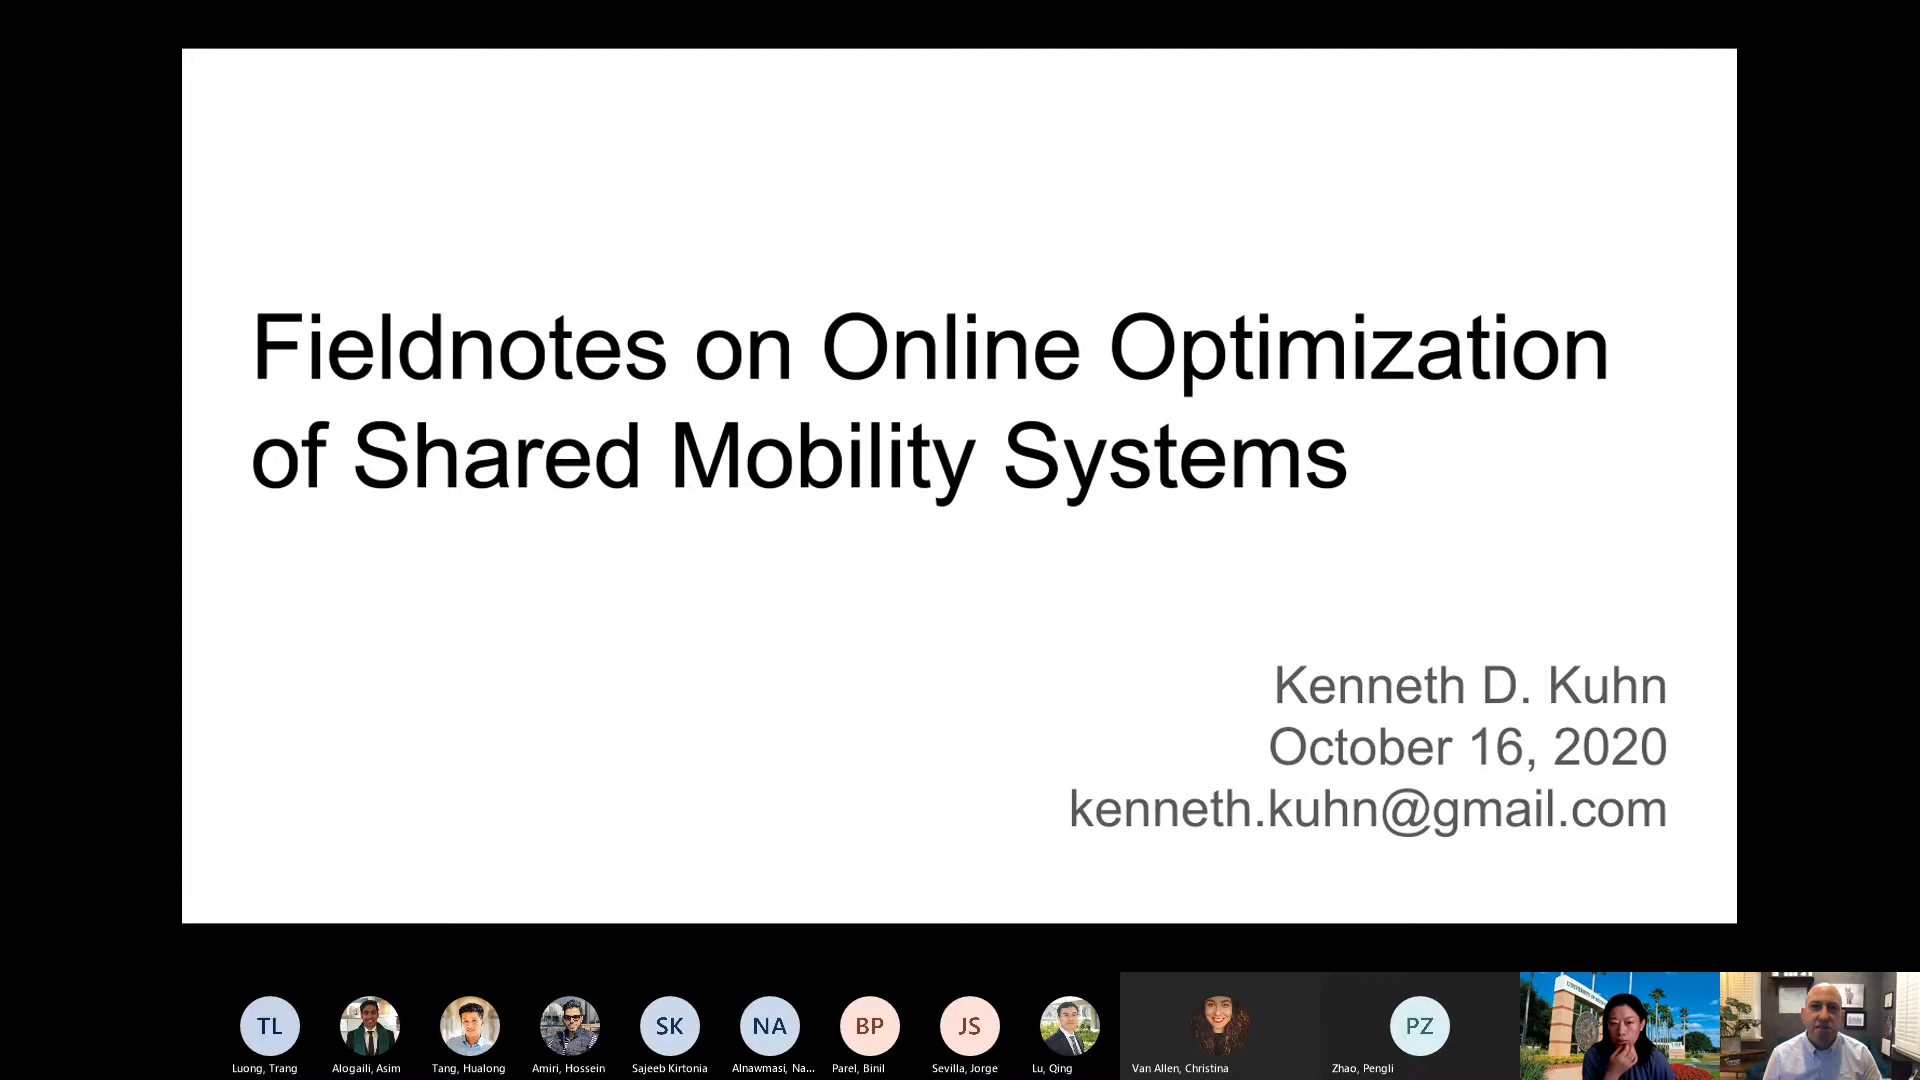 Fieldnotes on Online Optimization
of Shared Mobility Systems
Kenneth D. Kuhn
October 16, 2020
kenneth.kuhn@gmail.com
TL
SK
NA
BP
JS
PZ
Luong, Trang
Alogaili, Asim
Tang, Hualong
Amiri, Hossein
Sajeeb Kirtonia
Alnawmasi, Na...
Parel, Binil
Sevilla, Jorge
Lu, Qing
Van Allen, Christina
Zhao, Pengli